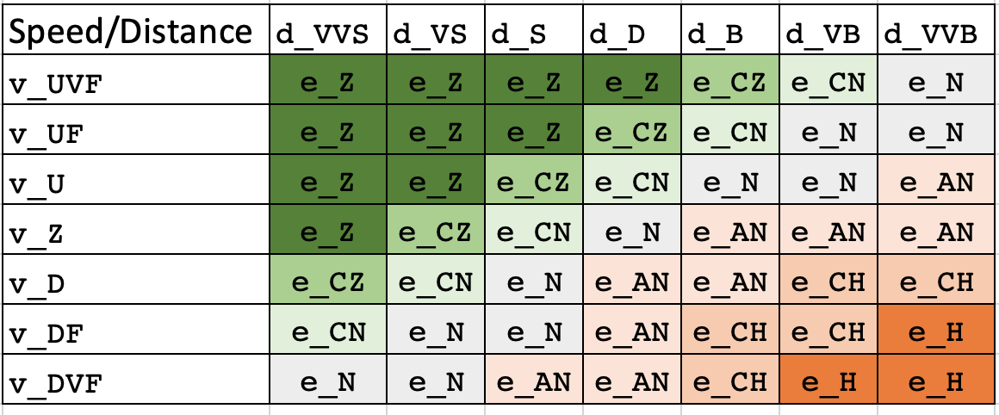 Speed/Distance d_VVS d_VS d_S d_D d_B d_VB d_VVB
v_UVF e_Z e_Z e_Z e_Z e_CZ e_CN e_N
v_UF e_Z e_Z e_Z e_CZ e_CN e_N e_N
v_U e_Z e_Z e_CZ e_CN e_N e_N e_AN
v_Z e_Z e_CZ e_CN e_N e_AN e_AN e_AN
v_D e_CZ e_CN e_N e_AN e_AN e_CH e_CH
v_DF e_CN e_N e_N e_AN e_CH e_CH e_H
v_DVF e_N e_N e_AN e_AN e_CH e_H e_H